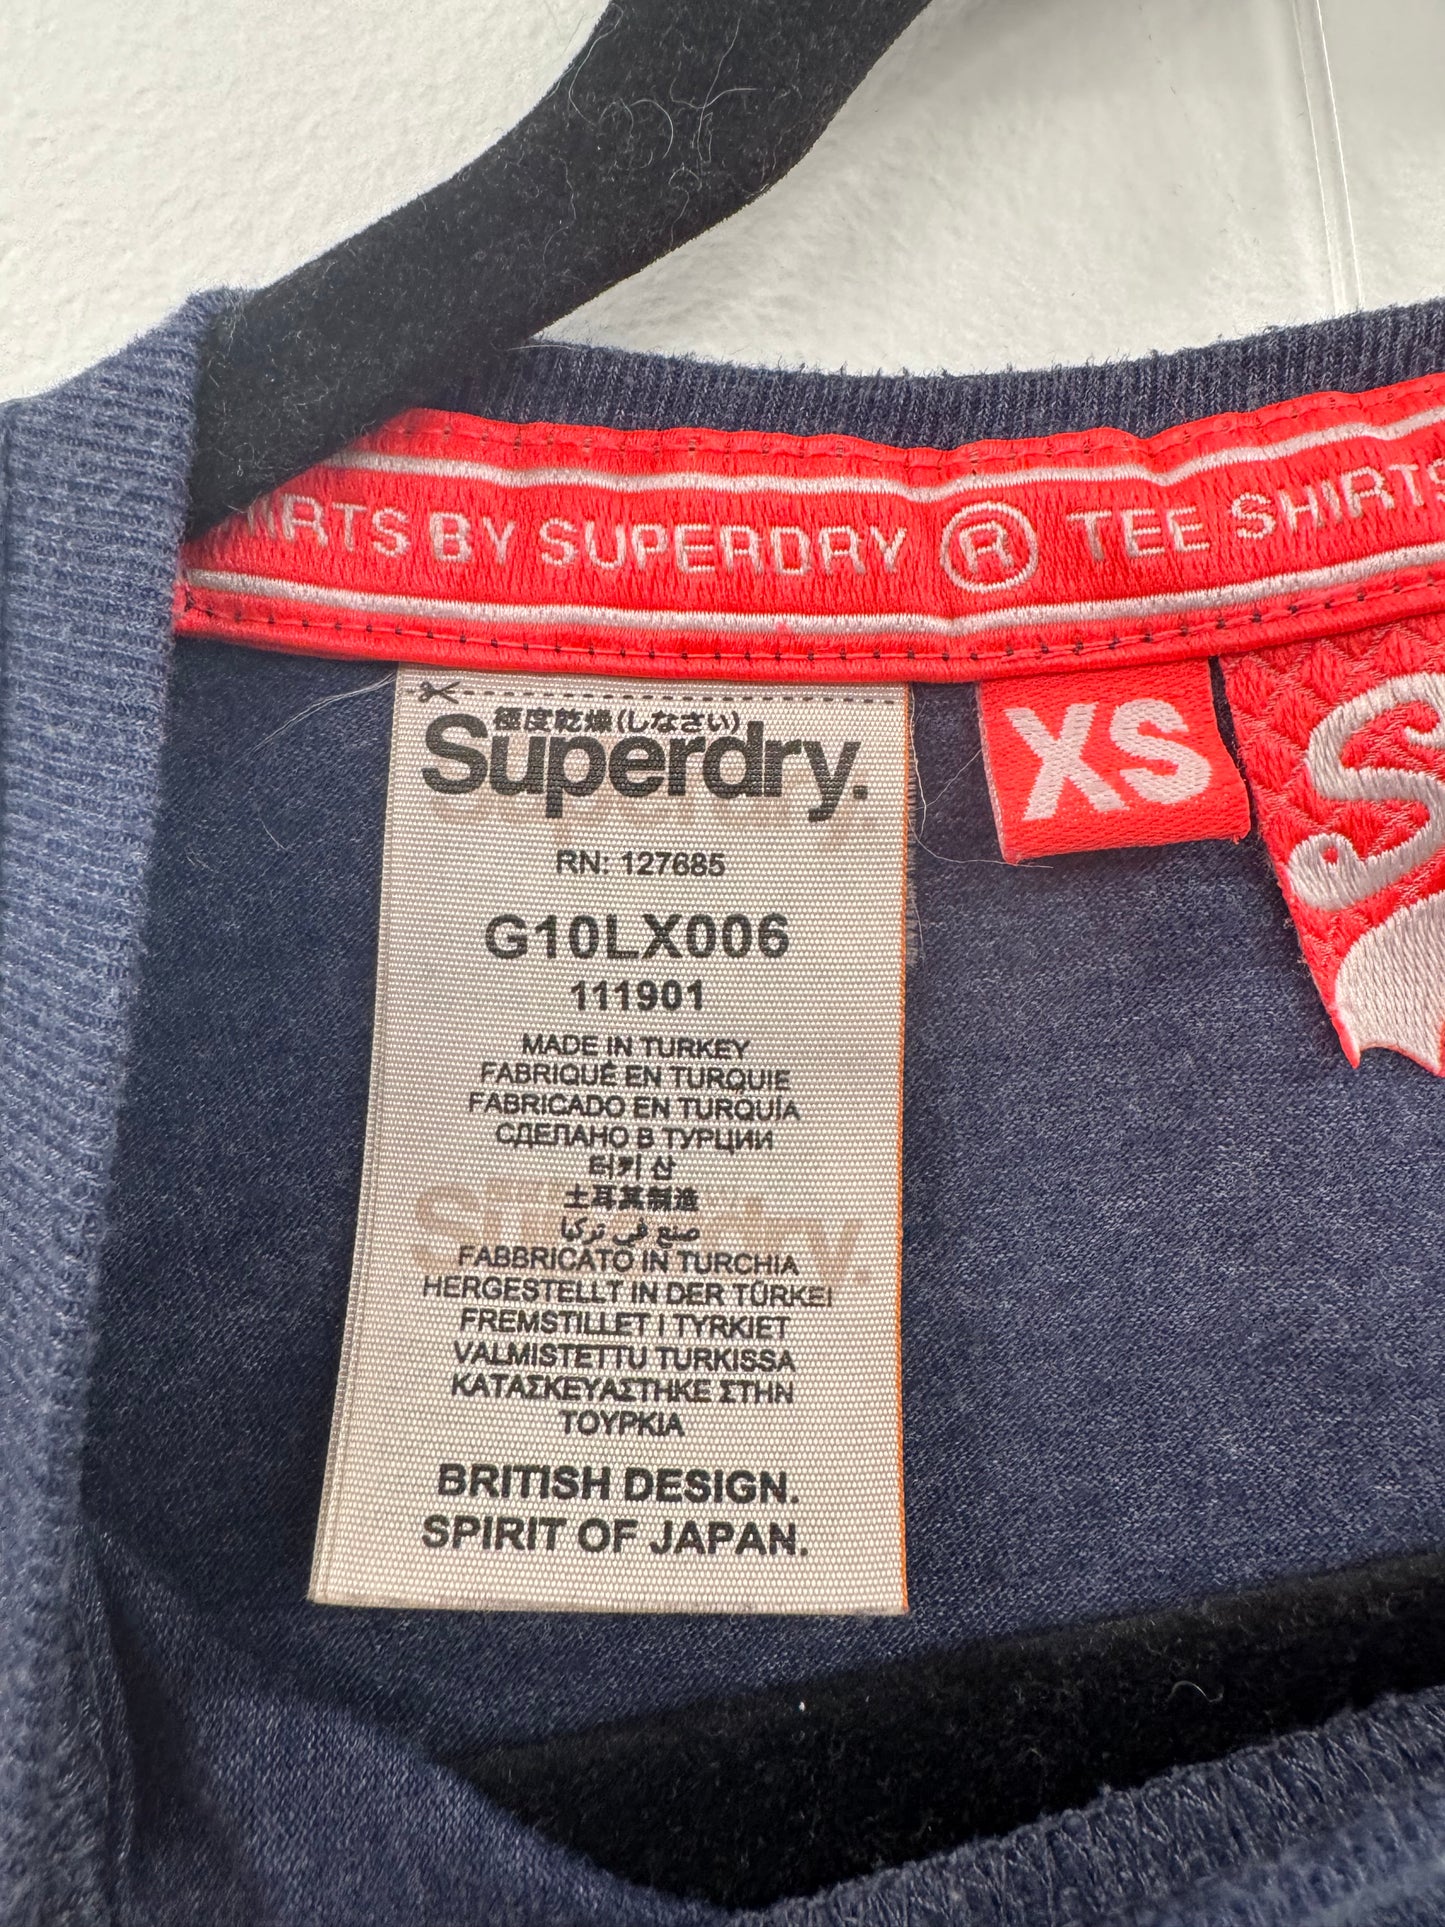 IRTS BY SUPERDRY ® TEE SHIRTS
極度乾燥(しなさい)
Superdry.
XS
RN: 127685
G10LX006
111901
MADE IN TURKEY
FABRIQUÉ EN TURQUIE
FABRICADO EN TURQUÍA
СДЕЛАНО В ТУРЦИИ
터키 산
土耳其制造
صنع في تركيا
FABBRICATO IN TURCHIA
HERGESTELLT IN DER TÜRKEI
FREMSTILLET I TYRKIET
VALMISTETTU TURKISSA
ΚΑΤΑΣΚΕΥΑΣΤΗΚΕ ΣΤΗΝ
ΤΟΥΡΚΙΑ
BRITISH DESIGN.
SPIRIT OF JAPAN.